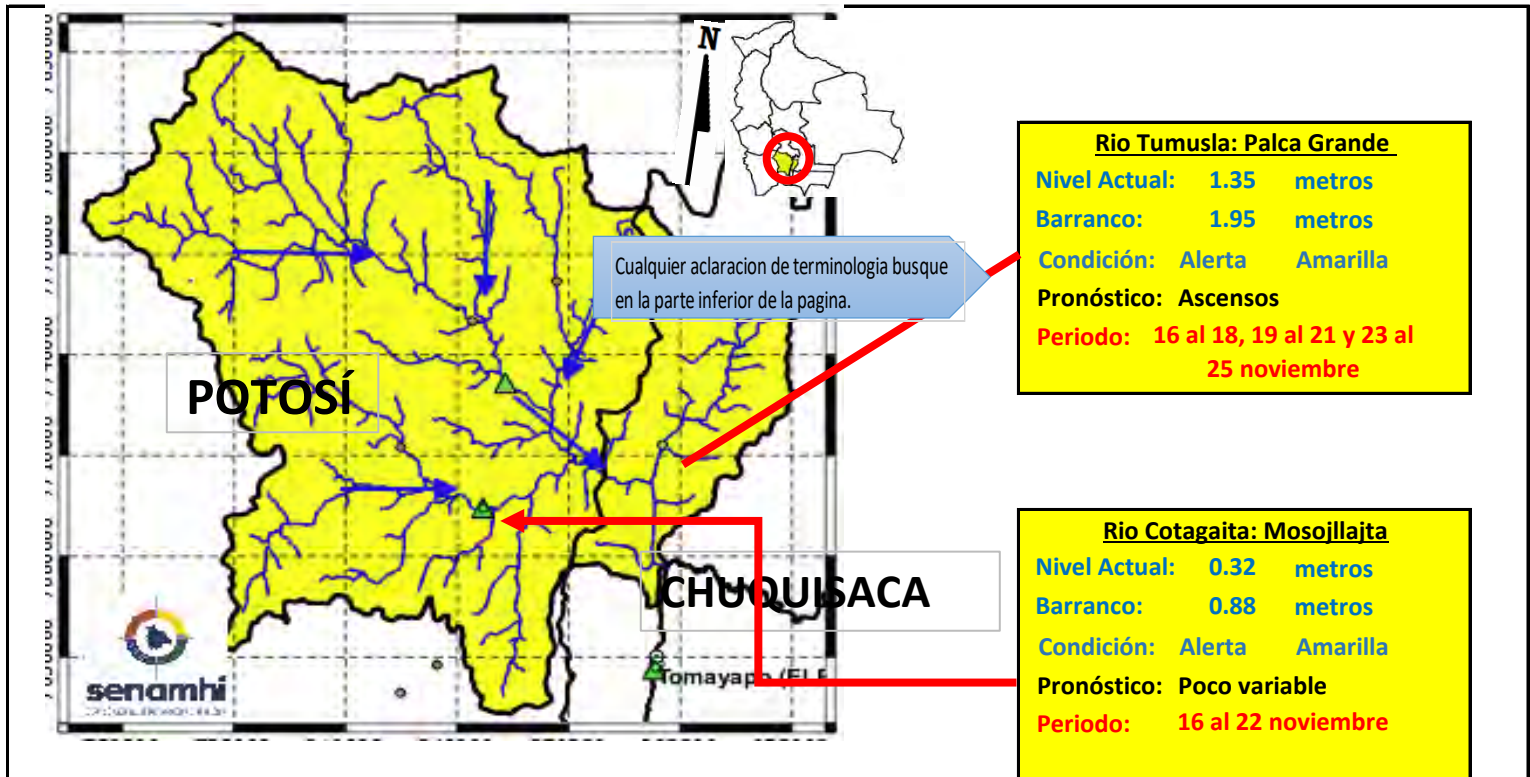 N
Cualquier aclaracion de terminologia busque
en la parte inferior de la pagina.
POTOSÍ
CHUQUISACA
senamhi
Rio Tumusla: Palca Grande
Nivel Actual: 1.35 metros
Barranco: 1.95 metros
Condición: Alerta Amarilla
Pronóstico: Ascensos
Periodo: 16 al 18, 19 al 21 y 23 al
25 noviembre
Rio Cotagaita: Mosojllajta
Nivel Actual: 0.32 metros
Barranco: 0.88 metros
Condición: Alerta Amarilla
Pronóstico: Poco variable
Periodo: 16 al 22 noviembre